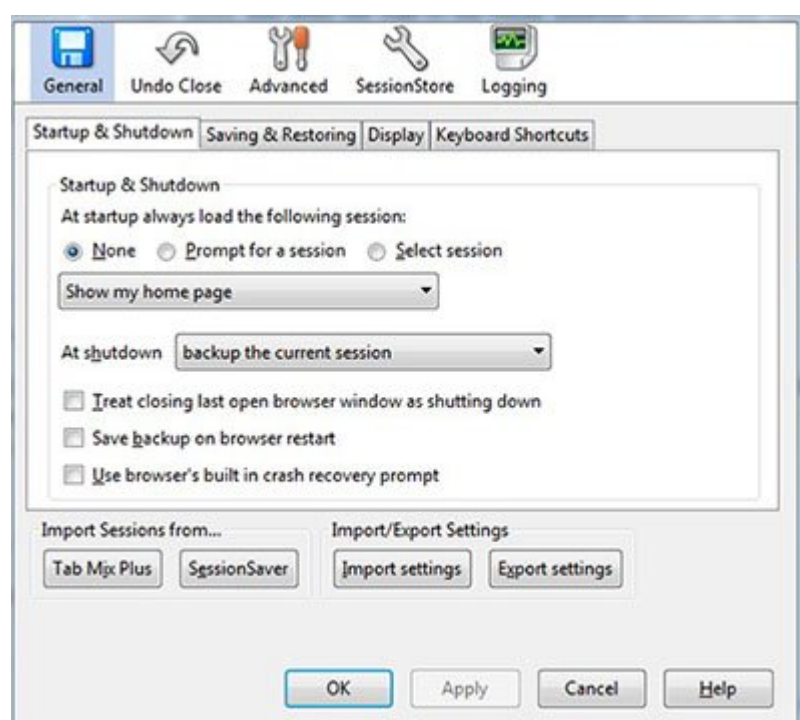 General Undo Close Advanced SessionStore Logging
Startup & Shutdown Saving & Restoring Display Keyboard Shortcuts
Startup & Shutdown
At startup always load the following session:
None Prompt for a session Select session
Show my home page
At shutdown backup the current session
Treat closing last open browser window as shutting down
Save backup on browser restart
Use browser's built in crash recovery prompt
Import Sessions from... Import/Export Settings
Tab Mix Plus SessionSaver Import settings Export settings
OK Apply Cancel Help